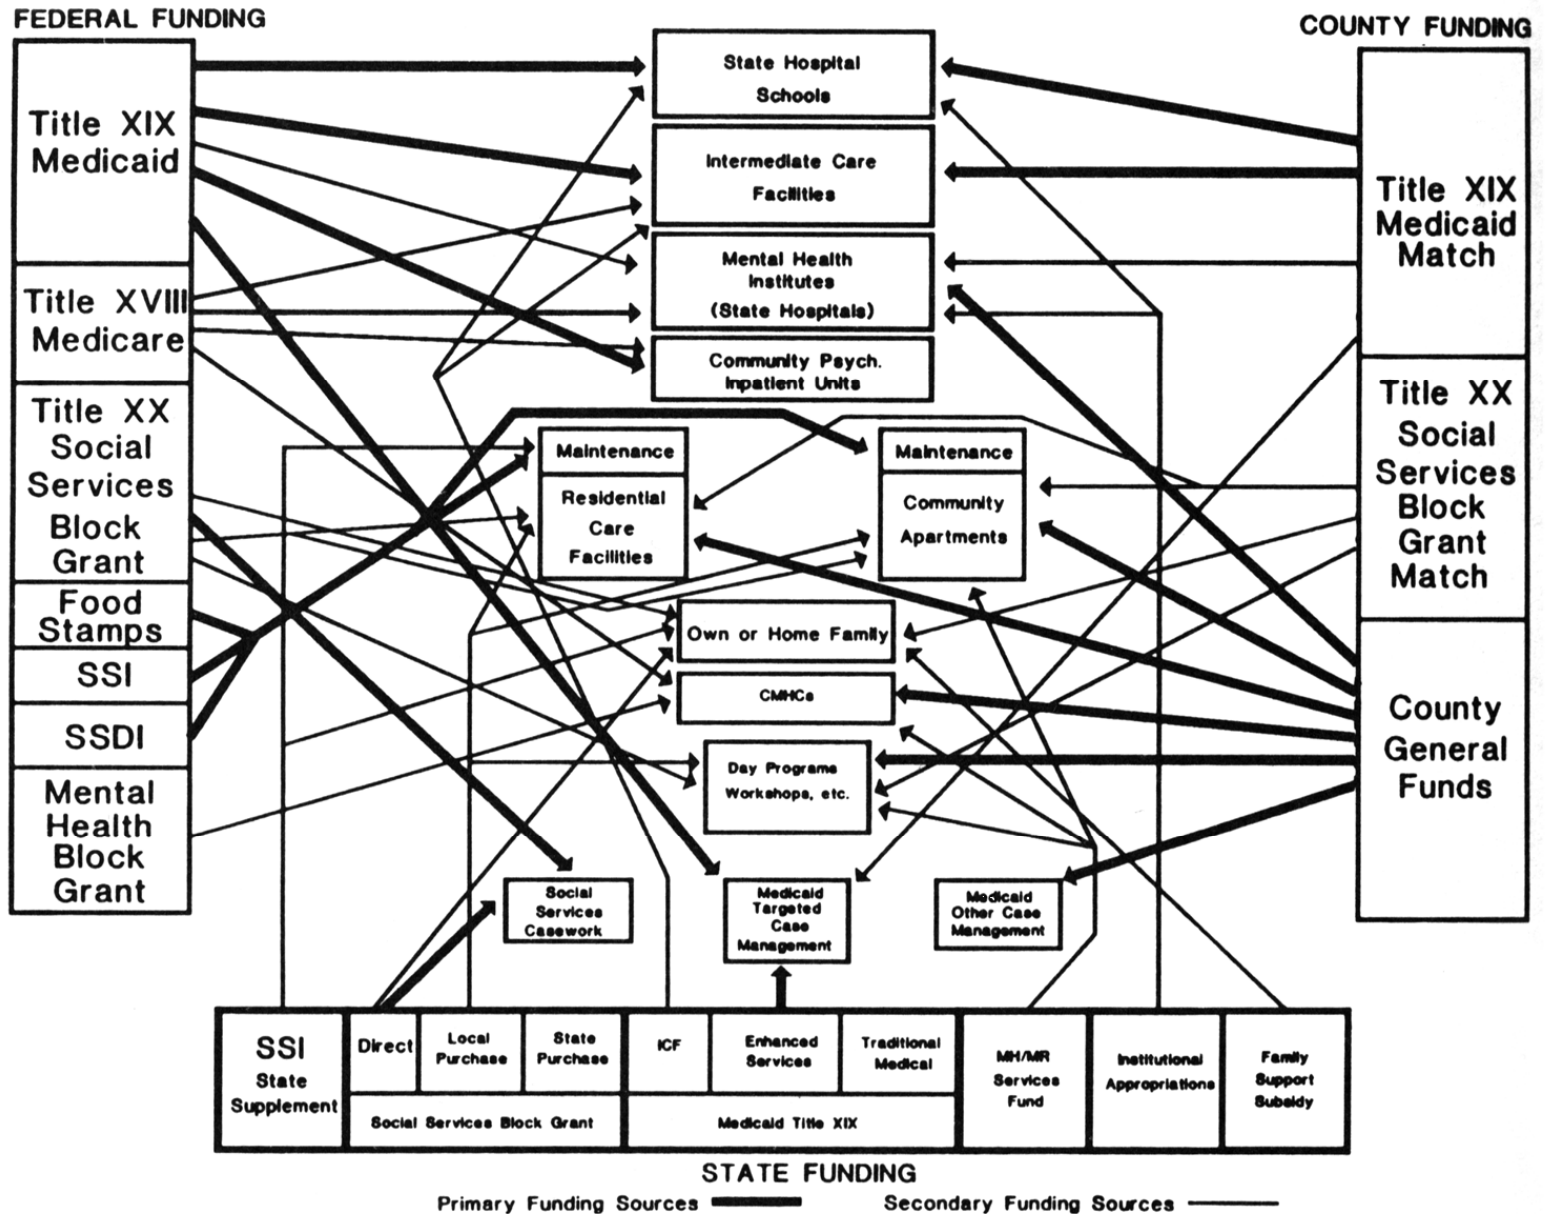 FEDERAL FUNDING
COUNTY FUNDING
Title XIX
Medicaid
Title XVIII
Medicare
Title XX
Social
Services
Block
Grant
Food
Stamps
SSI
SSDI
Mental
Health
Block
Grant
State Hospital
Schools
Intermediate Care
Facilities
Mental Health
Institutes
(State Hospitals)
Community Psych.
Inpatient Units
Maintenance
Residential
Care
Facilities
Maintenance
Community
Apartments
Own or Home Family
CMHCs
Day Programs
Workshops, etc.
Social
Services
Casework
Medicaid
Targeted
Case
Management
Medicaid
Other Case
Management
Title XIX
Medicaid
Match
Title XX
Social
Services
Block
Grant
Match
County
General
Funds
SSI
State
Supplement
Direct
Local
Purchase
State
Purchase
Social Services Block Grant
ICF
Enhanced
Services
Traditional
Medical
Medicaid Title XIX
MH/MR
Services
Fund
Institutional
Appropriations
Family
Support
Subsidy
STATE FUNDING
Primary Funding Sources
Secondary Funding Sources